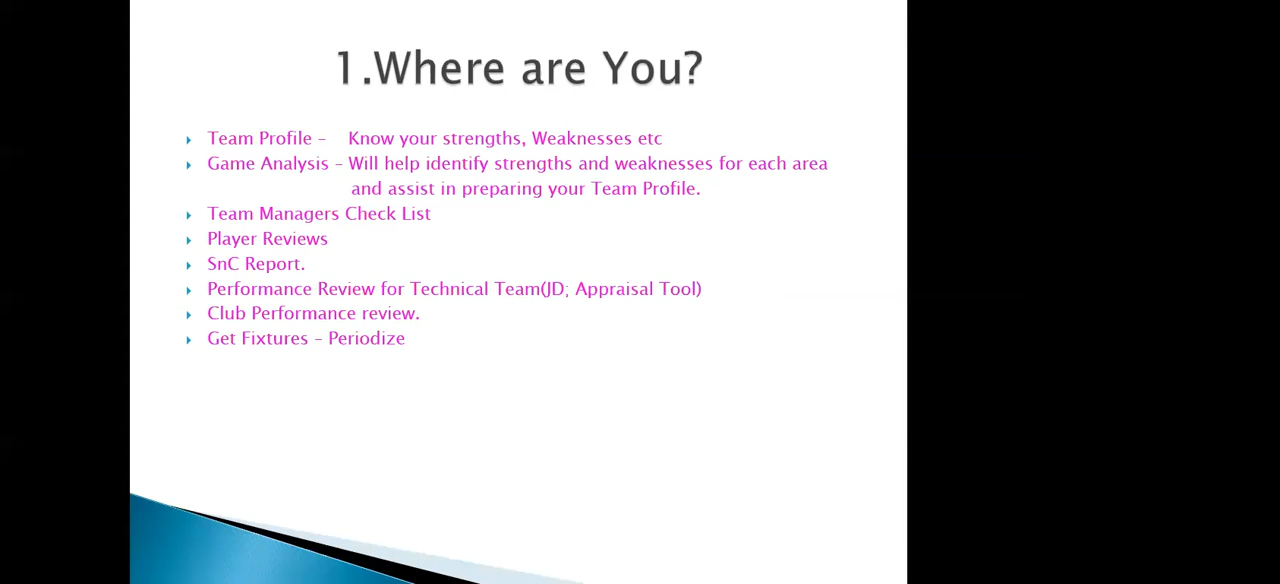 1.Where are You?
Team Profile – Know your strengths, Weaknesses etc
Game Analysis – Will help identify strengths and weaknesses for each area
and assist in preparing your Team Profile.
Team Managers Check List
Player Reviews
SnC Report.
Performance Review for Technical Team(JD; Appraisal Tool)
Club Performance review.
Get Fixtures – Periodize